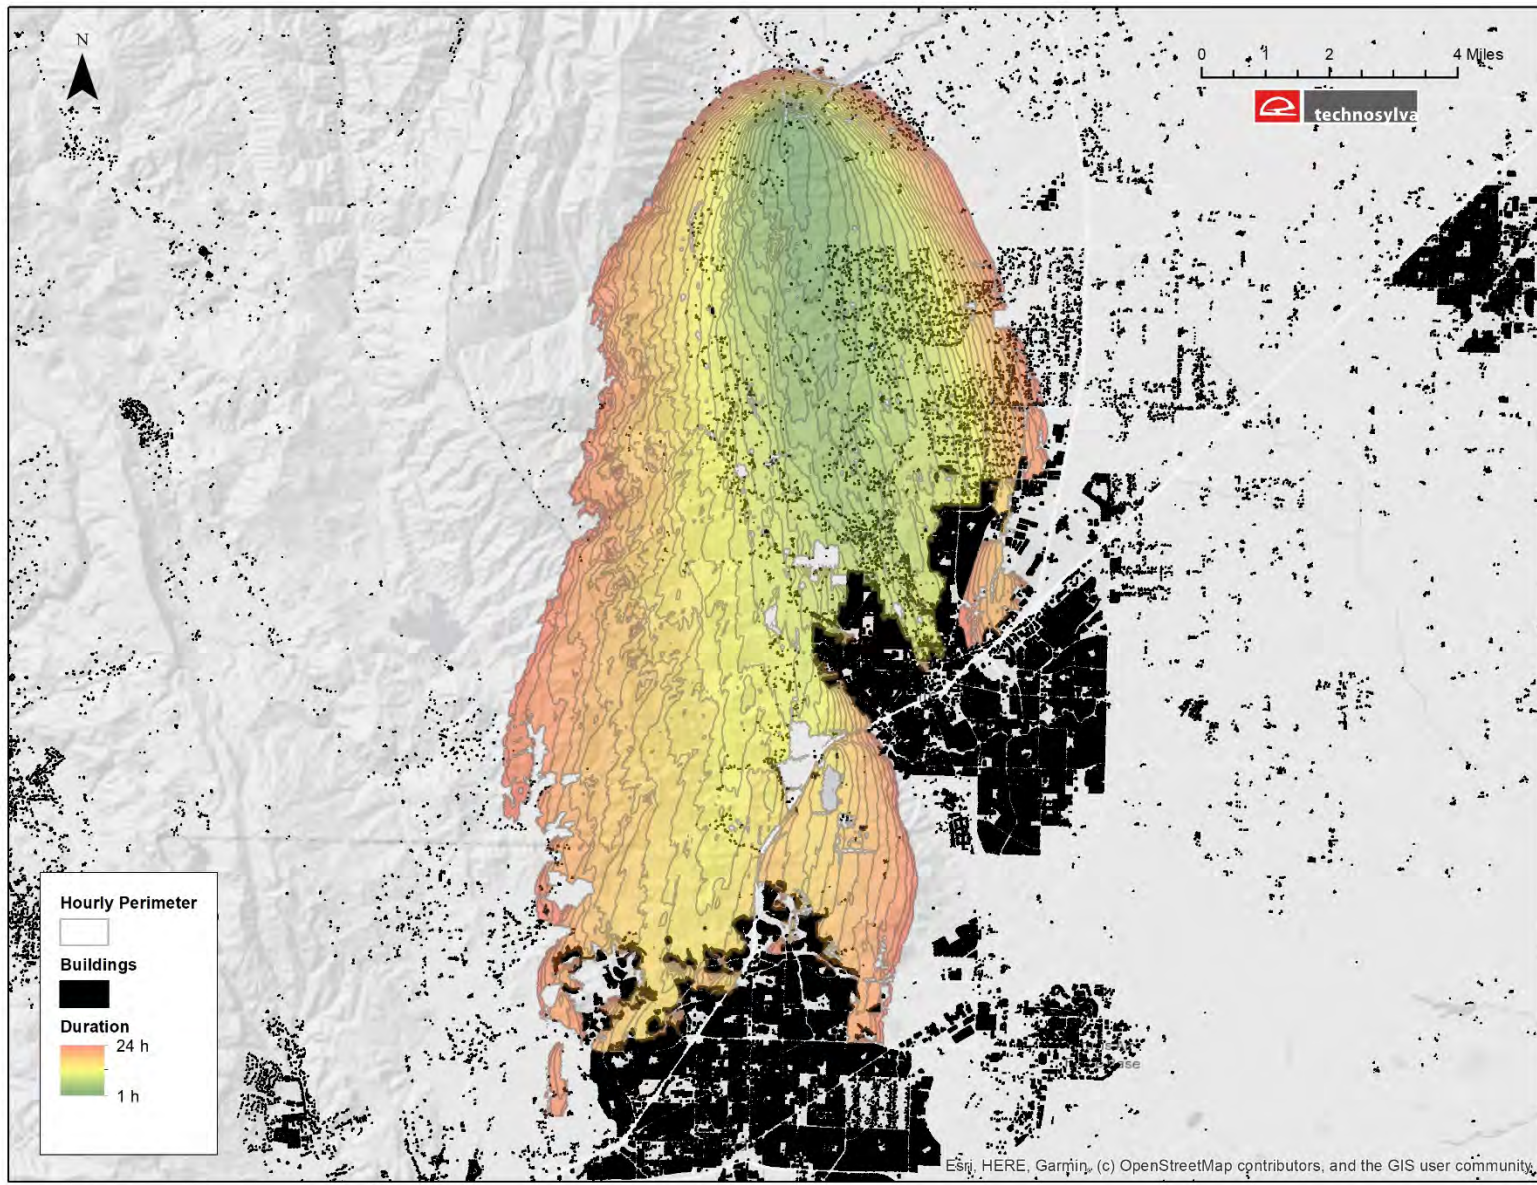 N
0 1 2 4 Miles
technosylva
Hourly Perimeter
Buildings
Duration
24 h
1 h
Esri, HERE, Garmin, (c) OpenStreetMap contributors, and the GIS user community